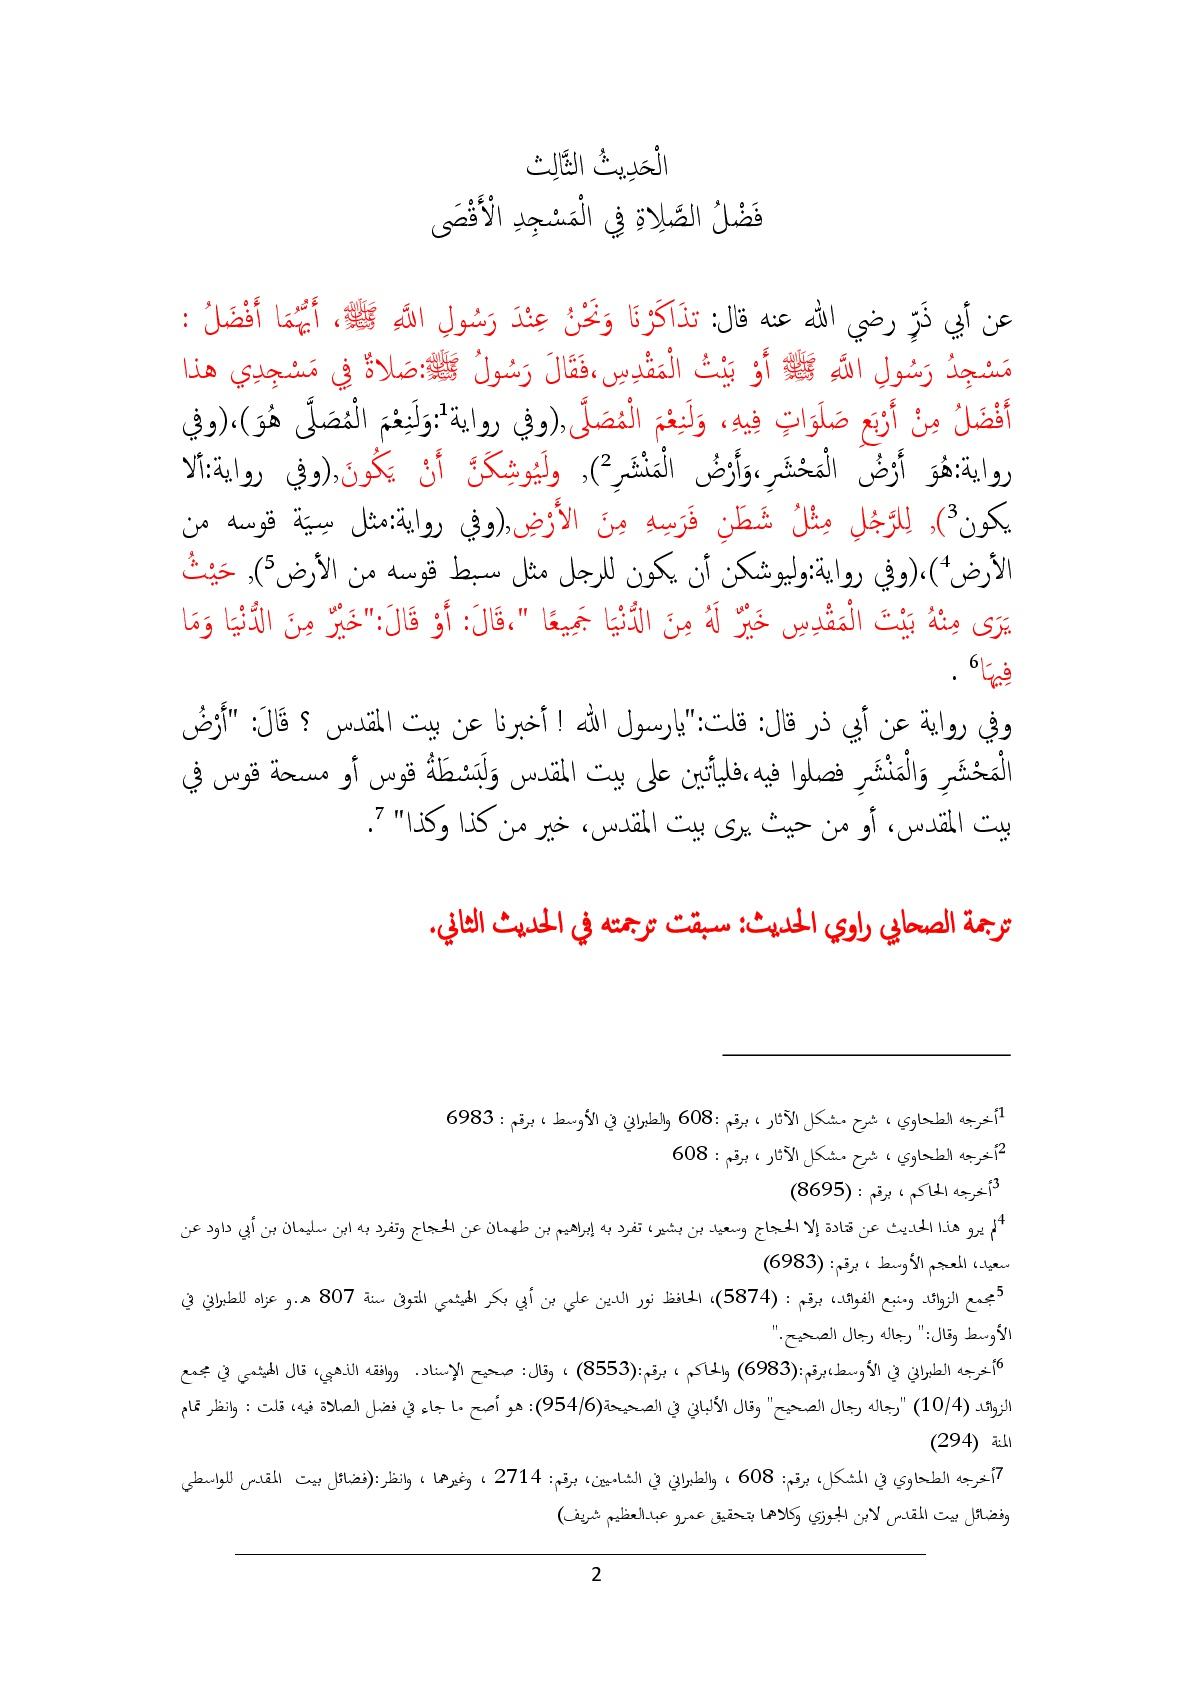 الْحَدِيثُ الثَّالِث
فَضْلُ الصَّلِاةِ فِي الْمَسْجِدِ الْأَقْصَى
عن أبي ذَرٍّ رضي الله عنه قال: تذَاكَرْنَا وَنَحْنُ عِنْدَ رَسُولِ اللَّهِ ﷺ، أَيُّهُمَا أَفْضَلُ :
مَسْجِدُ رَسُولِ اللَّهِ ﷺ أَوْ بَيْتُ الْمَقْدِسِ،فَقَالَ رَسُولُ ﷺ:صَلاةٌ فِي مَسْجِدِي هذا
أَفْضَلُ مِنْ أَرْبَعِ صَلَوَاتٍ فِيهِ، وَلَنِعْمَ الْمُصَلَّى,(وفي رواية1:وَلَنِعْمَ الْمُصَلَّى هُوَ)،(وفي
رواية:هُوَ أَرْضُ الْمَحْشَرِ،وَأَرْضُ الْمَنْشَرِ2), ولَيُوشِكَنَّ أَنْ يَكُونَ,(وفي رواية:ألا
يكون3), لِلرَّجُلِ مِثْلُ شَطَنِ فَرَسِهِ مِنَ الأَرْضِ,(وفي رواية:مثل سِيَة قوسه من
الأرض4)،(وفي رواية:وليوشكن أن يكون للرجل مثل سبط قوسه من الأرض5), حَيْثُ
يَرَى مِنْهُ بَيْتَ الْمَقْدِسِ خَيْرٌ لَهُ مِنَ الدُّنْيَا جَمِيعًا "،قَالَ: أَوْ قَالَ:"خَيْرٌ مِنَ الدُّنْيَا وَمَا
فِيهَا6 .
وفي رواية عن أبي ذر قال: قلت:"يارسول الله ! أخبرنا عن بيت المقدس ؟ قَالَ: "أَرْضُ
الْمَحْشَرِ وَالْمَنْشَرِ فصلوا فيه،فليأتين على بيت المقدس وَلَبَسْطَةُ قوس أو مسحة قوس في
بيت المقدس، أو من حيث يرى بيت المقدس، خير من كذا وكذا" 7.
ترجمة الصحابي راوي الحديث: سبقت ترجمته في الحديث الثاني.
1أخرجه الطحاوي ، شرح مشكل الآثار ، برقم :608 والطبراني في الأوسط ، برقم : 6983
2أخرجه الطحاوي ، شرح مشكل الآثار ، برقم : 608
3أخرجه الحاكم ، برقم : (8695)
4لم يرو هذا الحديث عن قتادة إلا الحجاج وسعيد بن بشير، تفرد به إبراهيم بن طهمان عن الحجاج وتفرد به ابن سليمان بن أبي داود عن
سعيد، المعجم الأوسط ، برقم: (6983)
5مجمع الزوائد ومنبع الفوائد، برقم : (5874)، الحافظ نور الدين علي بن أبي بكر الهيثمي المتوفى سنة 807 هـ.و عزاه للطبراني في
الأوسط وقال:" رجاله رجال الصحيح."
6أخرجه الطبراني في الأوسط،برقم:(6983) والحاكم ، برقم:(8553) ، وقال: صحيح الإسناد. ووافقه الذهبي، قال الهيثمي في مجمع
الزوائد (10/4) "رجاله رجال الصحيح" وقال الألباني في الصحيحة(954/6): هو أصح ما جاء في فضل الصلاة فيه، قلت : وانظر تمام
المنة (294)
7أخرجه الطحاوي في المشكل، برقم: 608 ، والطبراني في الشاميين، برقم: 2714 ، وغيرهما ، وانظر:(فضائل بيت المقدس للواسطي
وفضائل بيت المقدس لابن الجوزي وكلاهما بتحقيق عمرو عبدالعظيم شريف)
2